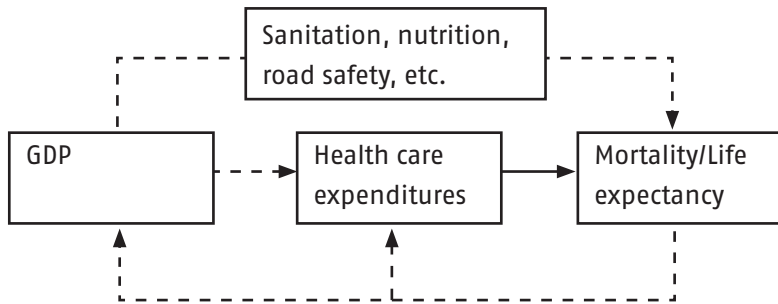 Sanitation, nutrition,
road safety, etc.
GDP
Health care
expenditures
Mortality/Life
expectancy